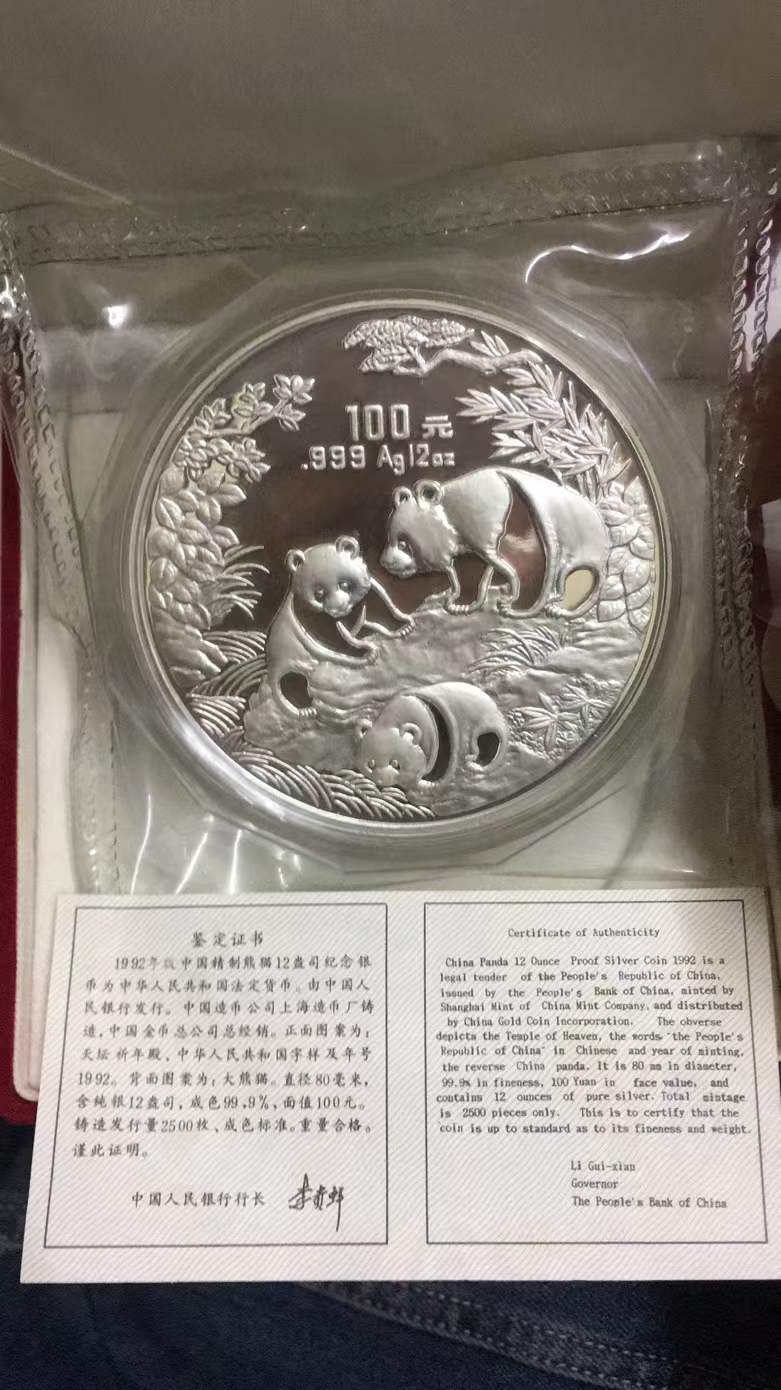 100元
.999 Ag12oz
鉴定证书
1992年版中国精制熊猫12盎司纪念银
币为中华人民共和国法定货币。由中国人
民银行发行。中国造币公司上海造币厂铸
造,中国金币总公司总经销。正面图案为:
天坛祈年殿、中华人民共和国字样及年号
1992。背面图案为:大熊猫。直径80毫米,
含纯银12盎司,成色99.9%,面值100元。
铸造发行量2500枚、成色标准。重量合格。
谨此证明。
中国人民银行行长 李贵鲜
Certificate of Authenticity
China Panda 12 Ounce Proof Silver Coin 1992 is a
legal tender of the People's Republic of China,
issued by the People's Bank of China, minted by
Shanghai Mint of China Mint Company, and distributed
by China Gold Coin Incorporation. The obverse
depicts the Temple of Heaven, the words "the People's
Republic of China" in Chinese and year of minting,
the reverse China panda. It is 80 mm in diameter,
99.9% in fineness, 100 Yuan in face value, and
contains 12 ounces of pure silver. Total mintage
is 2500 pieces only. This is to certify that the
coin is up to standard as to its fineness and weight.
Li Gui-xian
Governor
The People's Bank of China